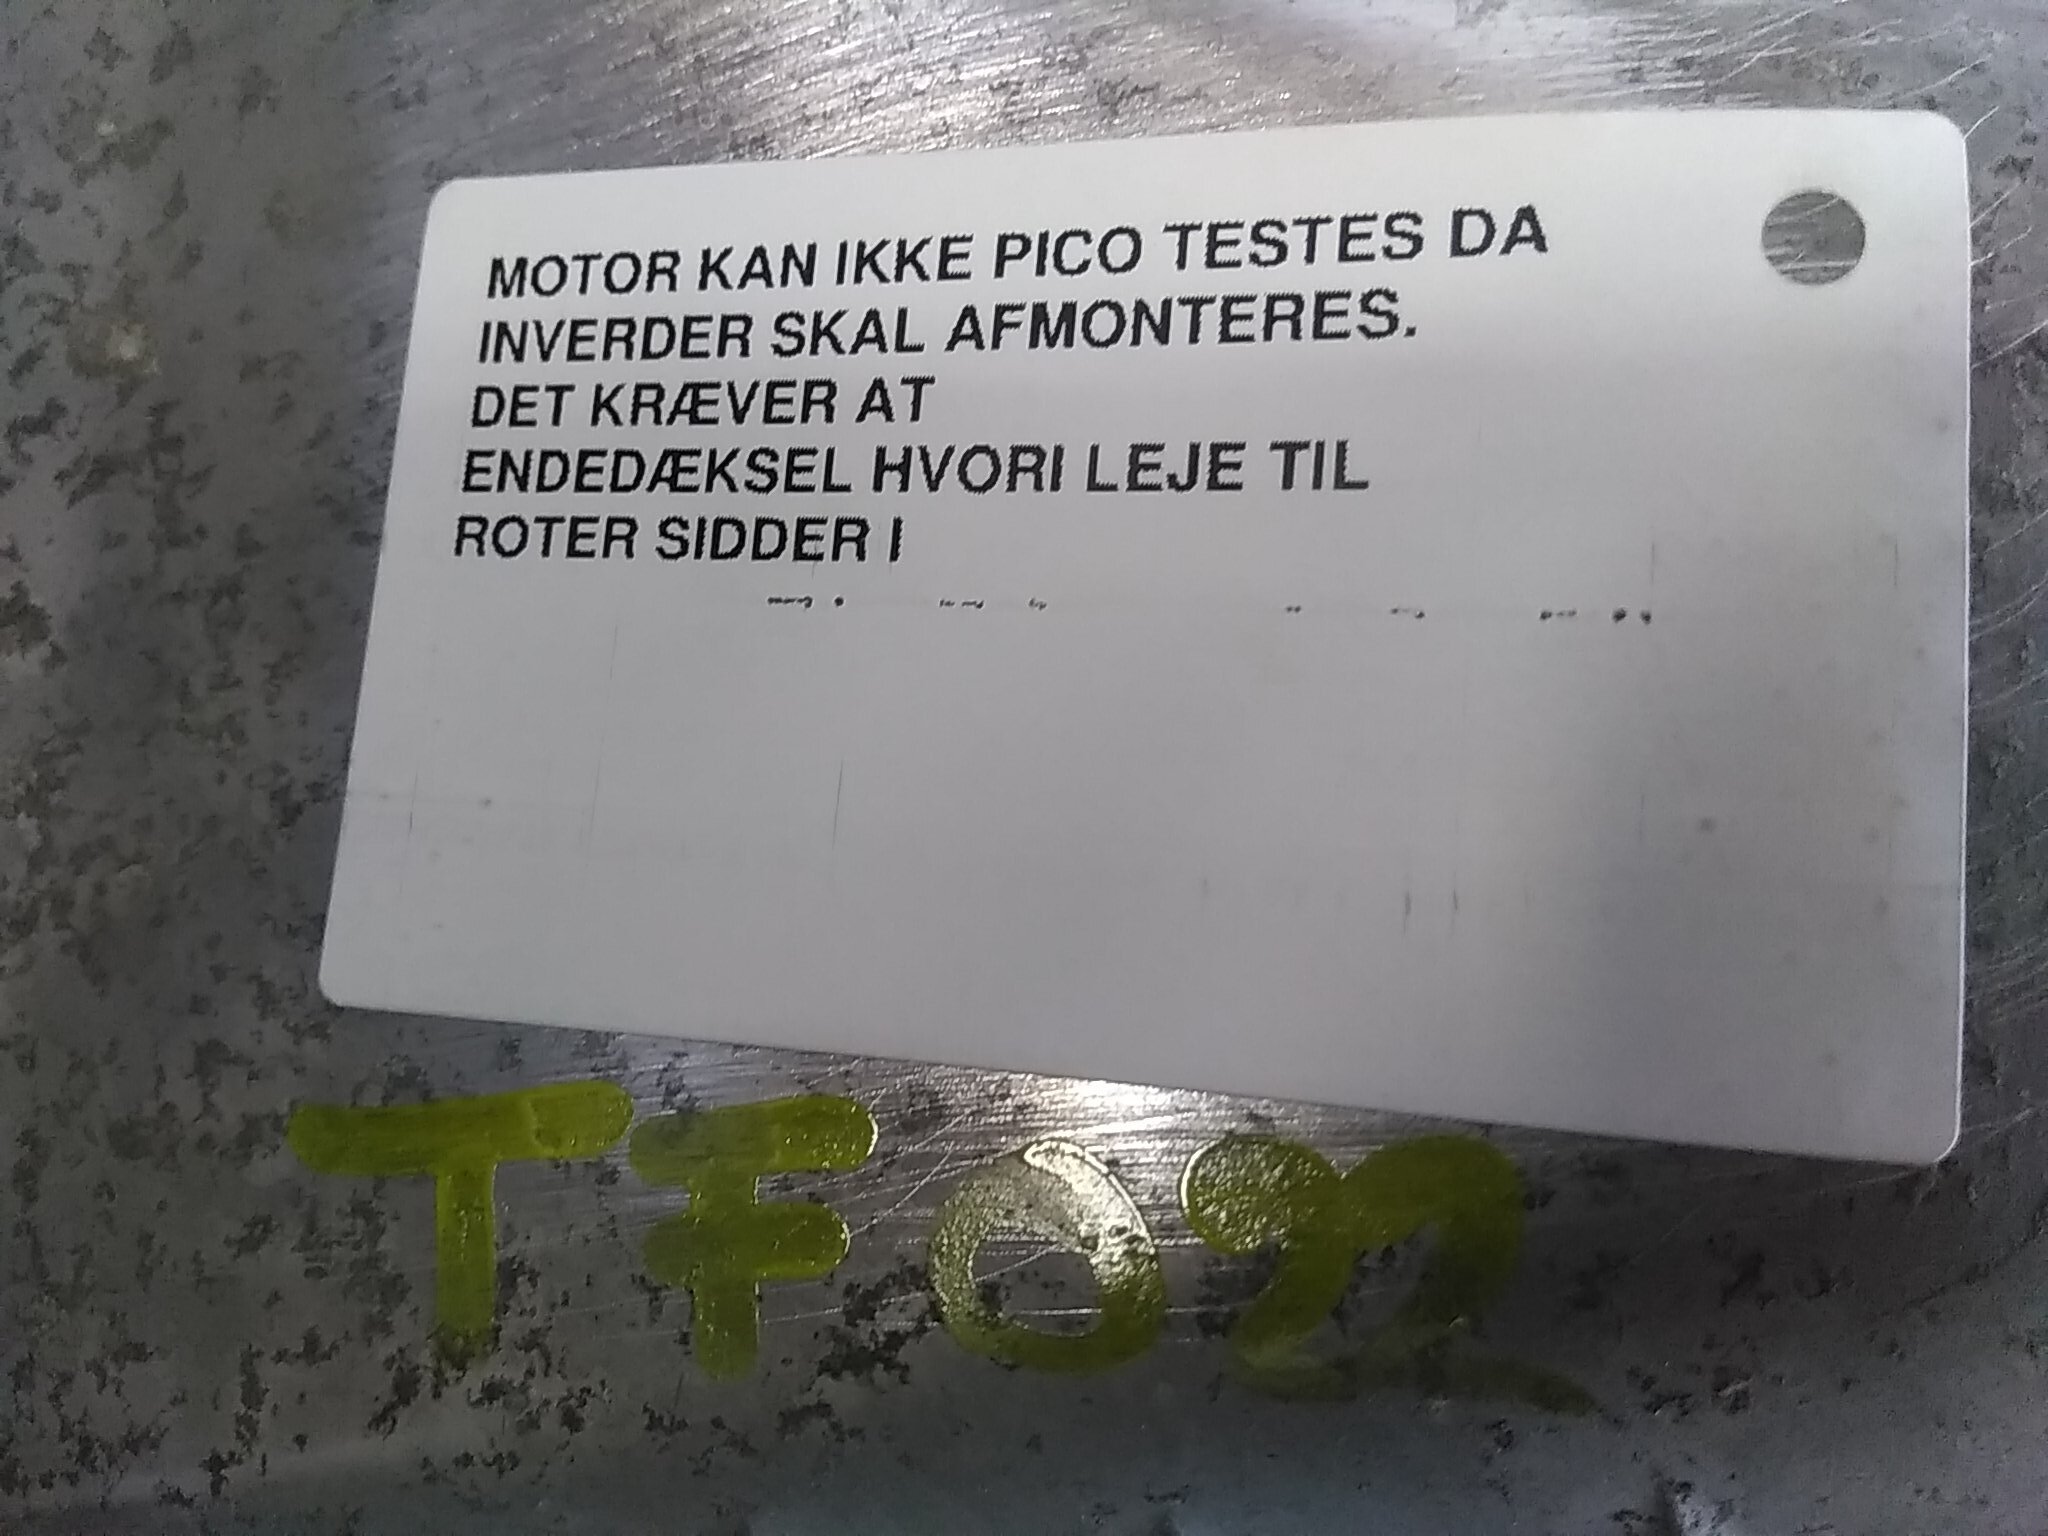 MOTOR KAN IKKE PICO TESTES DA
INVERDER SKAL AFMONTERES.
DET KRÆVER AT
ENDEDÆKSEL HVORI LEJE TIL
ROTER SIDDER I
TF02